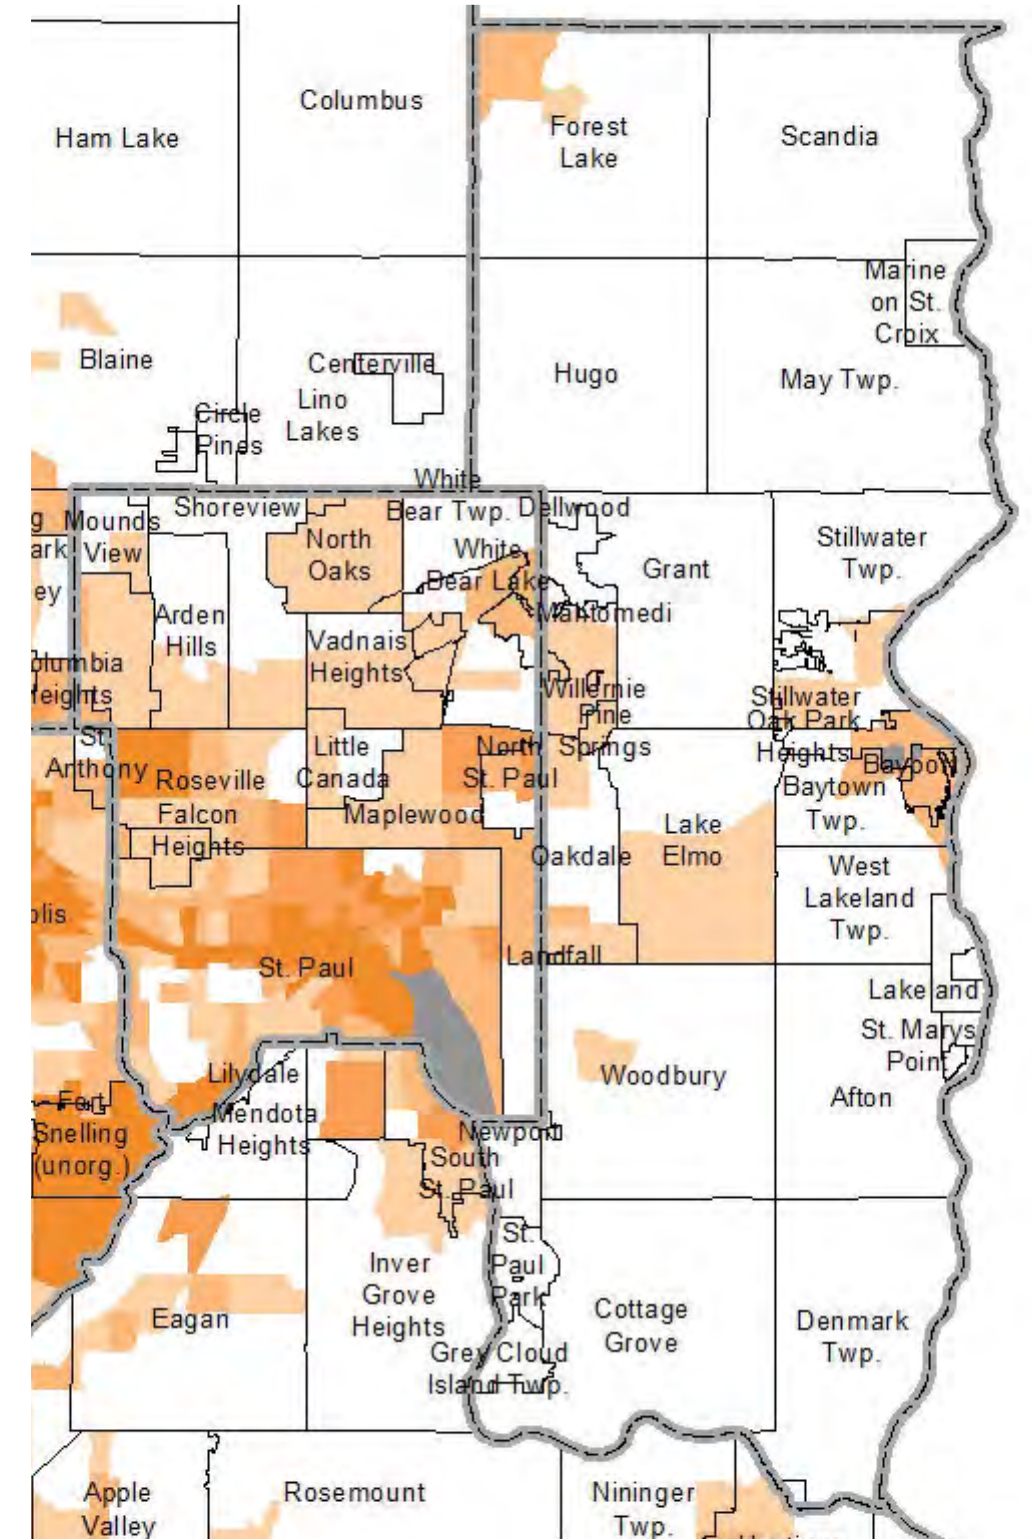 Columbus
Ham Lake
Forest
Lake
Scandia
Marine
on St.
Croix
Blaine
Centerville
Hugo
May Twp.
Lino
Lakes
Circle
Pines
White
Bear Twp.
Shoreview
Dellwood
Mounds
View
North
Oaks
White
Bear Lake
Stillwater
Twp.
Grant
Arden
Hills
Mahtomedi
Vadnais
Heights
olumbia
Heights
Willernie
Pine
Springs
Stillwater
Oak Park
Heights
St.
Anthony
Roseville
Little
Canada
North
St. Paul
Bayport
Baytown
Twp.
Falcon
Heights
Maplewood
Lake
Elmo
Oakdale
West
Lakeland
Twp.
olis
St. Paul
Landfall
Lakeland
St. Marys
Point
Woodbury
Afton
Lilydale
Mendota
Heights
Fort
Snelling
(unorg.)
Newport
South
St. Paul
St.
Paul
Park
Inver
Grove
Heights
Eagan
Cottage
Grove
Denmark
Twp.
Grey Cloud
Island Twp.
Apple
Valley
Rosemount
Nininger
Twp.